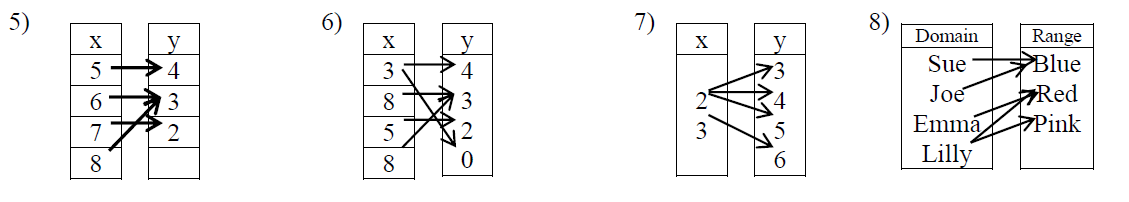 5)
x y
5 4
6 3
7 2
8
6)
x y
3 4
8 3
5 2
8 0
7)
x y
3
2 4
3 5
6
8)
Domain Range
Sue Blue
Joe Red
Emma Pink
Lilly